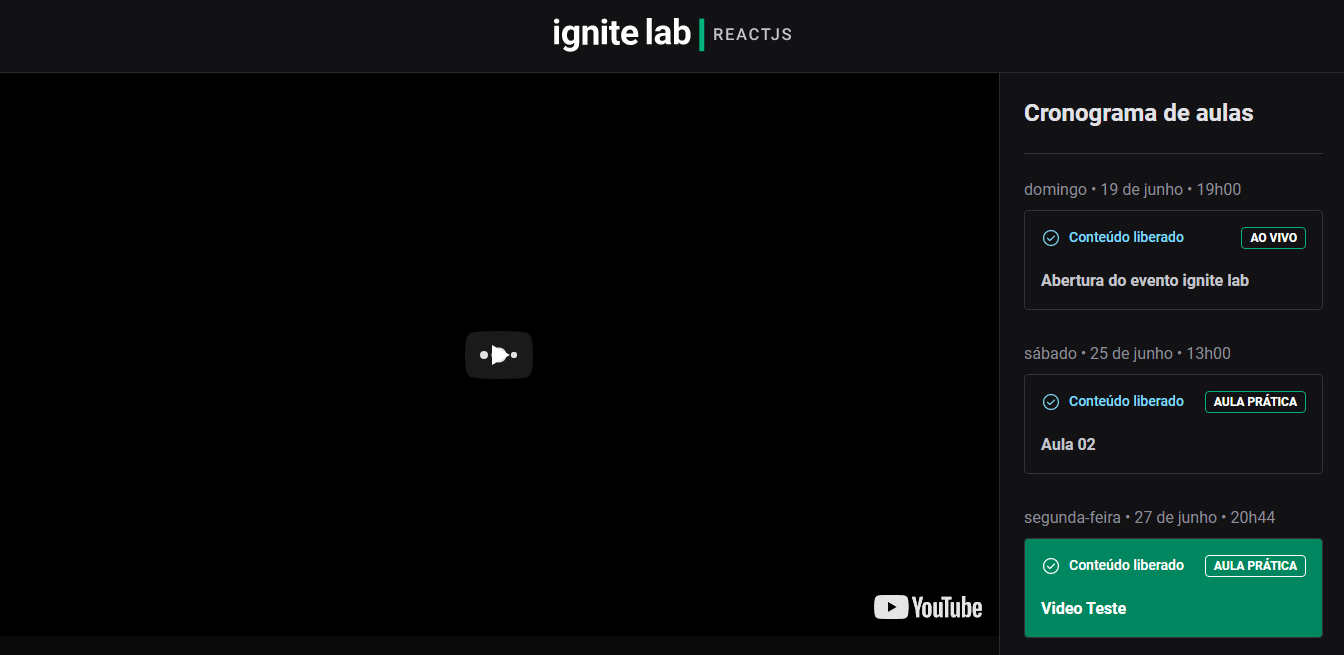 ignite lab | REACTJS
YouTube
Cronograma de aulas
domingo • 19 de junho • 19h00
Conteúdo liberado AO VIVO
Abertura do evento ignite lab
sábado • 25 de junho • 13h00
Conteúdo liberado AULA PRÁTICA
Aula 02
segunda-feira • 27 de junho • 20h44
Conteúdo liberado AULA PRÁTICA
Video Teste